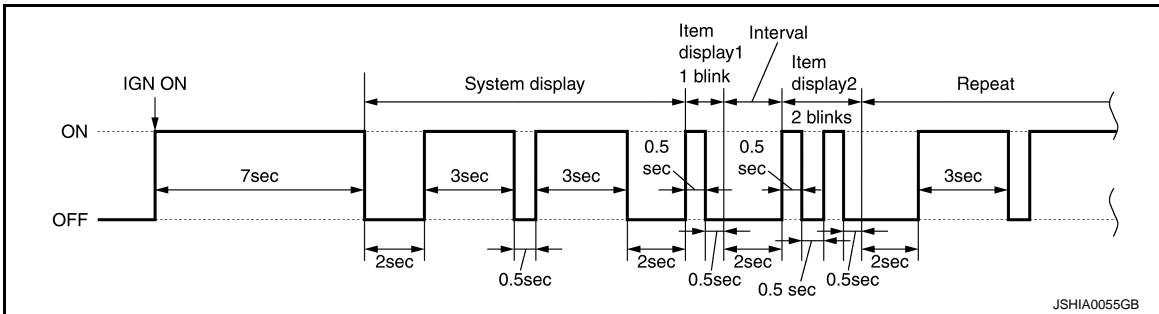 Item
display1
1 blink
Interval
Item
display2
2 blinks
IGN ON
System display
Repeat
ON
0.5
sec
0.5
sec
7sec
3sec
3sec
3sec
OFF
2sec
0.5sec
2sec
0.5sec
2sec
0.5 sec
0.5sec
2sec
JSHIA0055GB